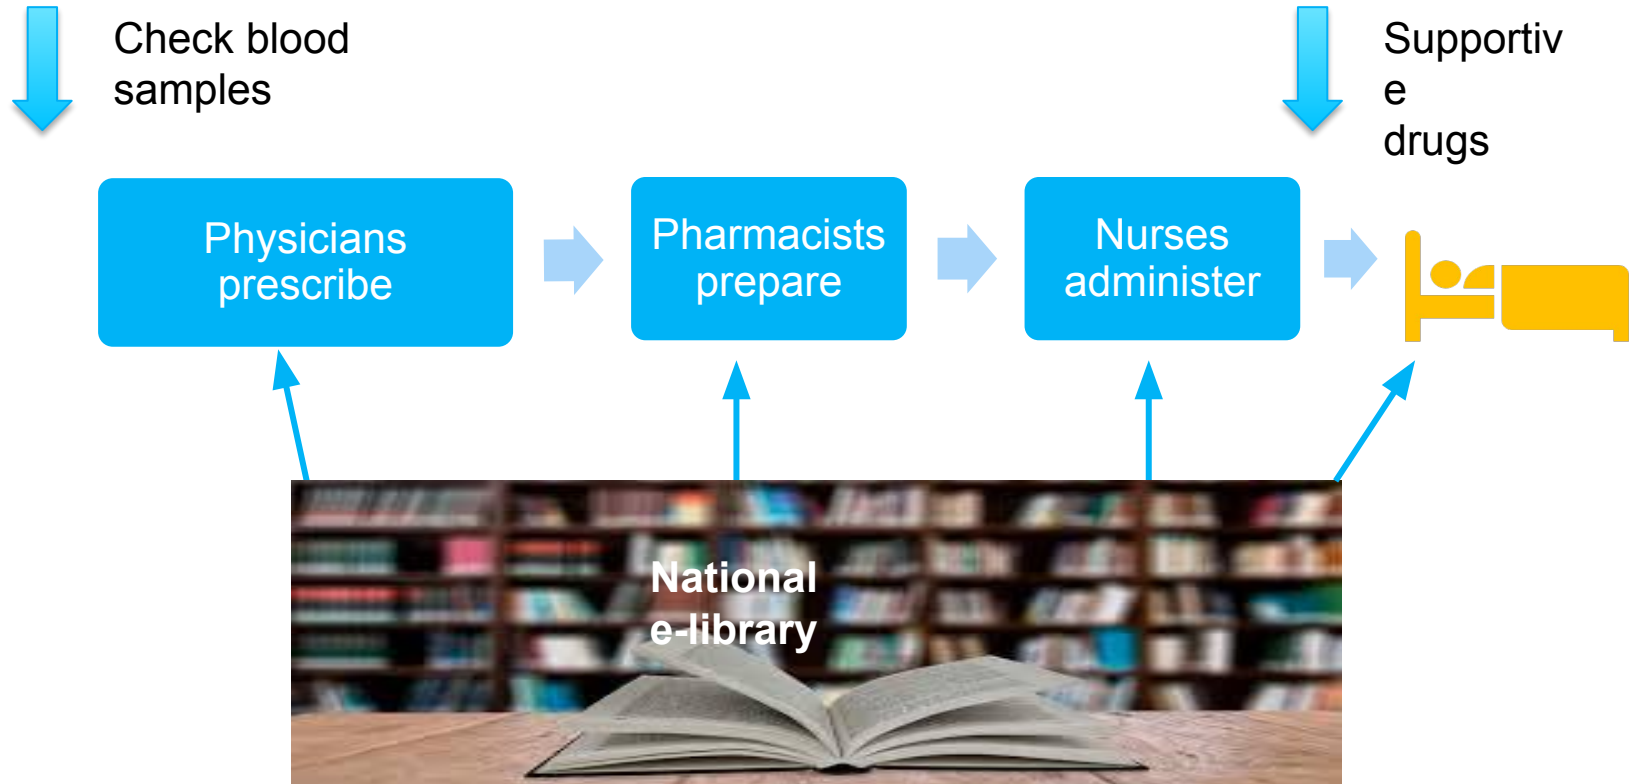 Check blood
samples
Supportiv
e
drugs
Physicians
prescribe
Pharmacists
prepare
Nurses
administer
National
e-library